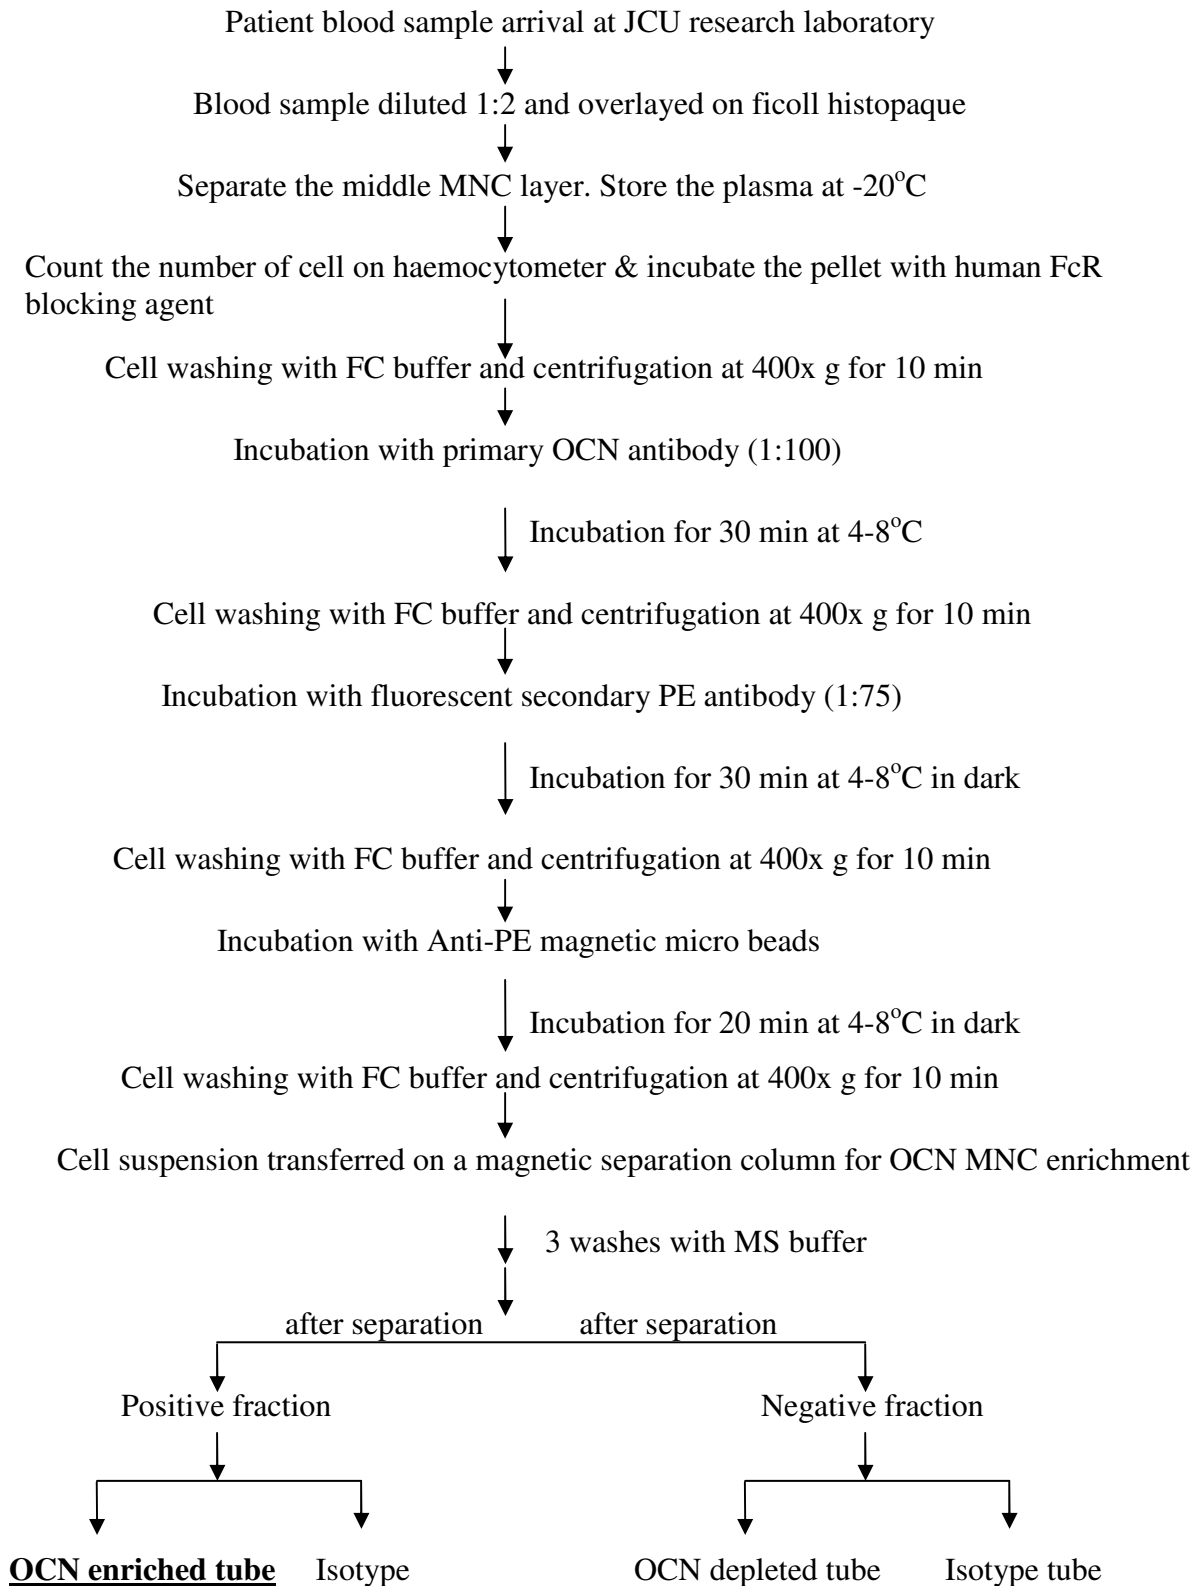 Patient blood sample arrival at JCU research laboratory
Blood sample diluted 1:2 and overlayed on ficoll histopaque
Separate the middle MNC layer. Store the plasma at -20°C
Count the number of cell on haemocytometer & incubate the pellet with human FcR
blocking agent
Cell washing with FC buffer and centrifugation at 400x g for 10 min
Incubation with primary OCN antibody (1:100)
Incubation for 30 min at 4-8°C
Cell washing with FC buffer and centrifugation at 400x g for 10 min
Incubation with fluorescent secondary PE antibody (1:75)
Incubation for 30 min at 4-8°C in dark
Cell washing with FC buffer and centrifugation at 400x g for 10 min
Incubation with Anti-PE magnetic micro beads
Incubation for 20 min at 4-8°C in dark
Cell washing with FC buffer and centrifugation at 400x g for 10 min
Cell suspension transferred on a magnetic separation column for OCN MNC enrichment
3 washes with MS buffer
after separation after separation
Positive fraction Negative fraction
OCN enriched tube Isotype OCN depleted tube Isotype tube